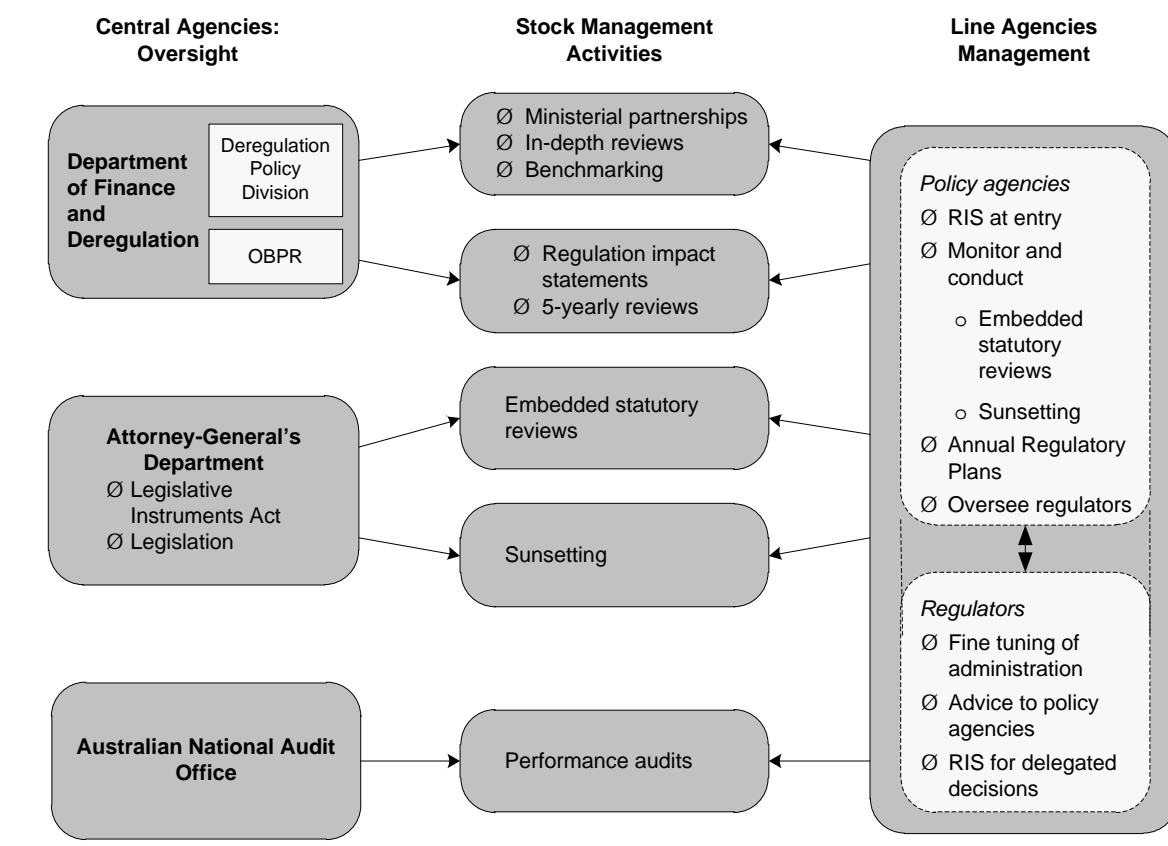 Central Agencies:
Oversight
Stock Management
Activities
Line Agencies
Management
Department
of Finance
and
Deregulation
Deregulation
Policy
Division
OBPR
Ø Ministerial partnerships
Ø In-depth reviews
Ø Benchmarking
Ø Regulation impact
statements
Ø 5-yearly reviews
Attorney-General's
Department
Ø Legislative
Instruments Act
Ø Legislation
Embedded statutory
reviews
Sunsetting
Australian National Audit
Office
Performance audits
Policy agencies
Ø RIS at entry
Ø Monitor and
conduct
o Embedded
statutory
reviews
o Sunsetting
Ø Annual Regulatory
Plans
Ø Oversee regulators
Regulators
Ø Fine tuning of
administration
Ø Advice to policy
agencies
Ø RIS for delegated
decisions